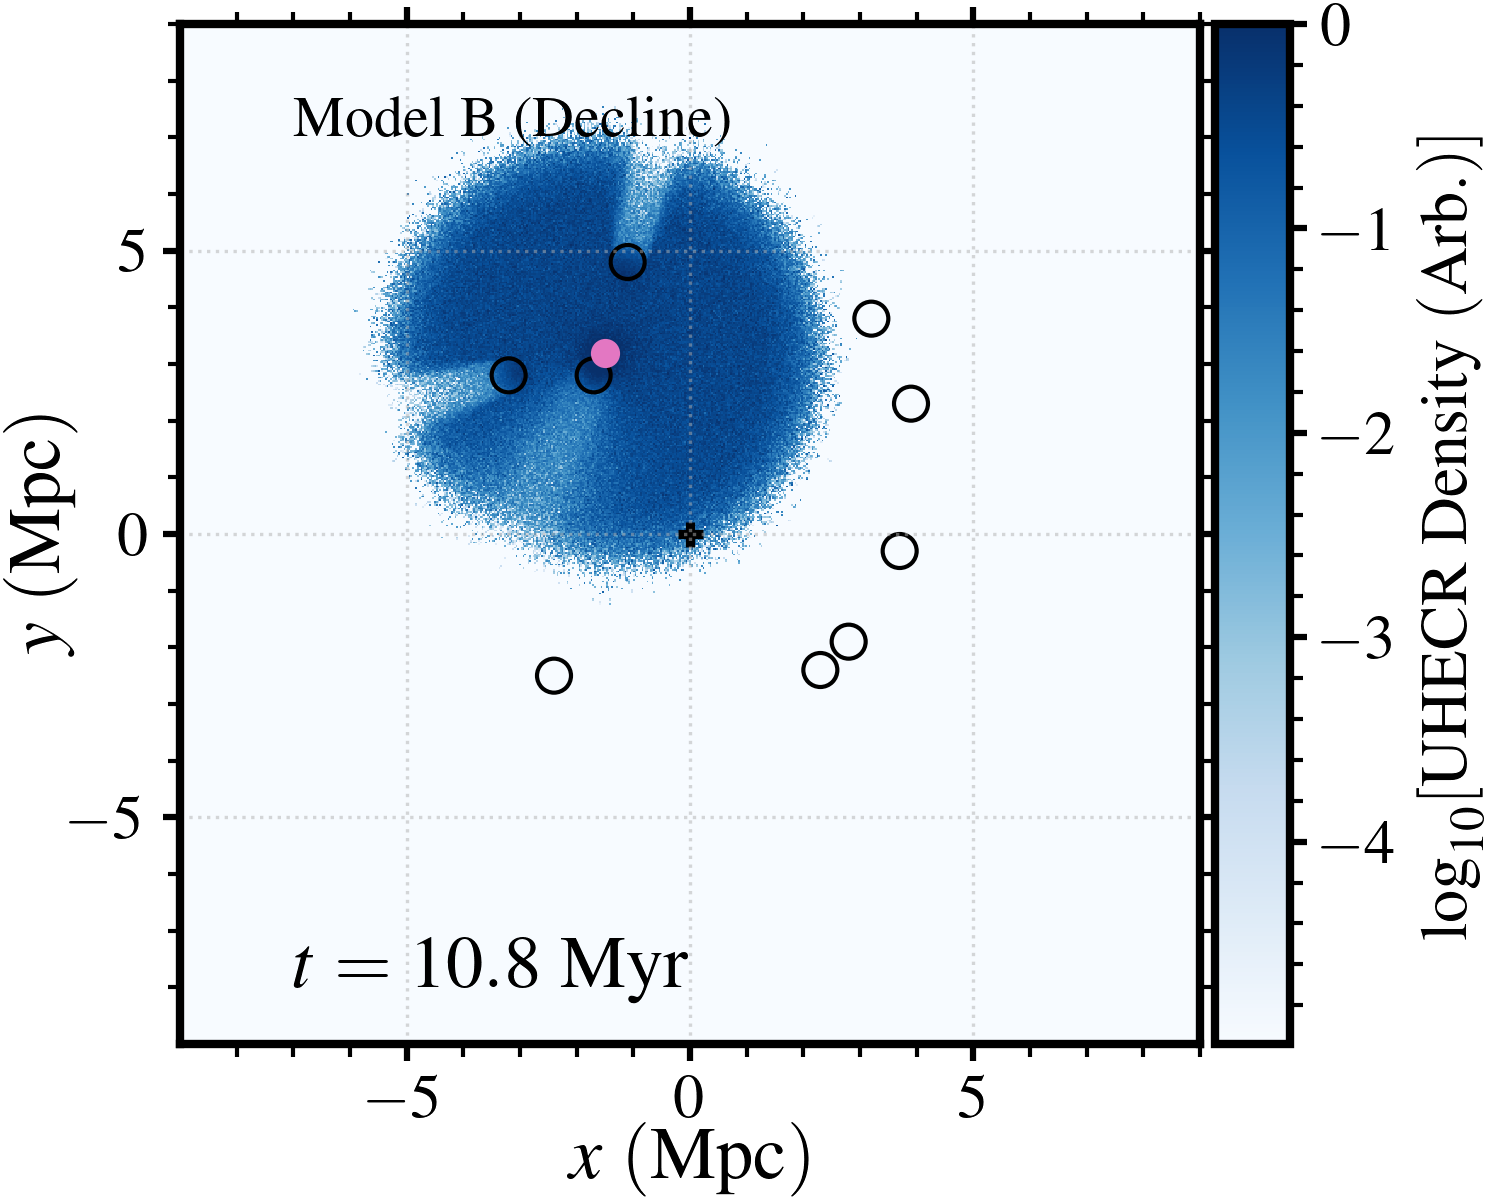 Model B (Decline)
5
0
−5
y (Mpc)
t = 10.8 Myr
−5
0
5
x (Mpc)
0
−1
−2
−3
−4
log₁₀[UHECR Density (Arb.)]